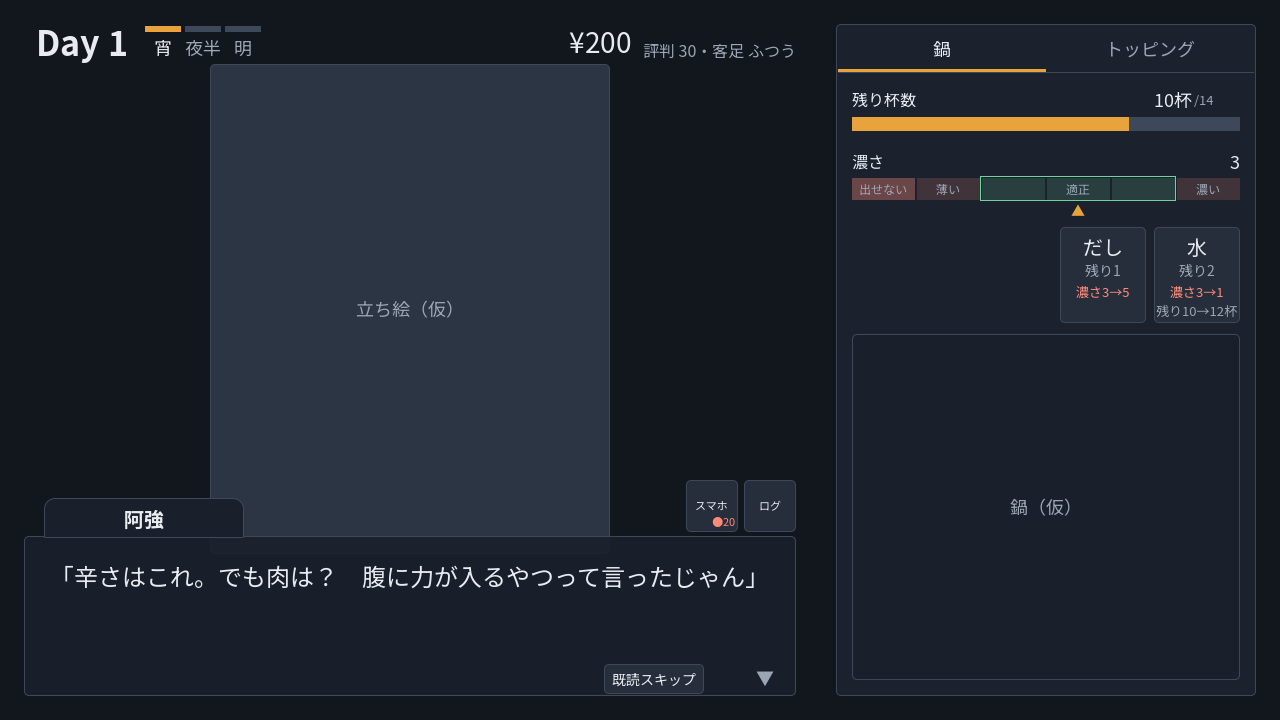 Day 1
宵 夜半 明
¥200 評判 30・客足 ふつう
立ち絵（仮）
スマホ
20
ログ
阿強
「辛さはこれ。でも肉は？　腹に力が入るやつって言ったじゃん」
既読スキップ
▼
鍋 トッピング
残り杯数 10杯/14
濃さ 3
出せない 薄い 適正 濃い
だし
残り1
濃さ3→5
水
残り2
濃さ3→1
残り10→12杯
鍋（仮）